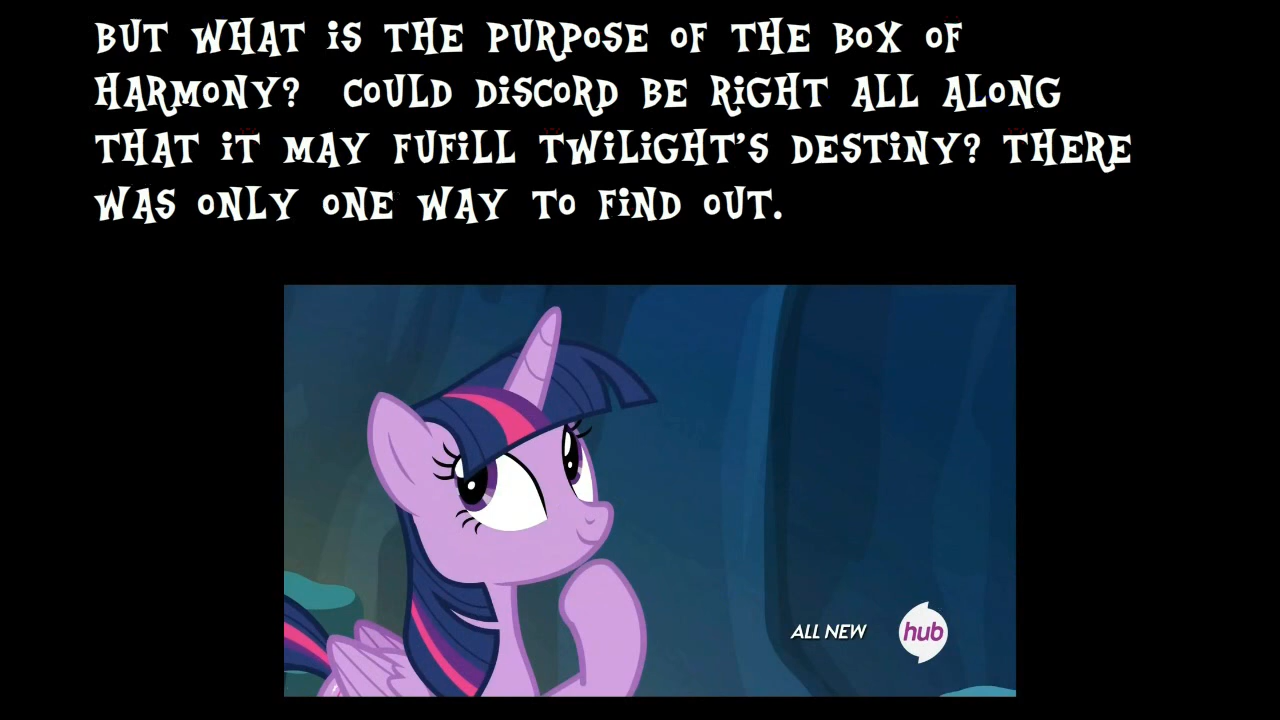 BUT WHAT iS THE PURPOSE OF THE BOX OF
HARMONY?  COULD DiSCORD BE RiGHT ALL ALONG
THAT iT MAY FUFiLL TWiLiGHT'S DESTiNY? THERE
WAS ONLY ONE WAY TO FiND OUT.
ALL NEW hub